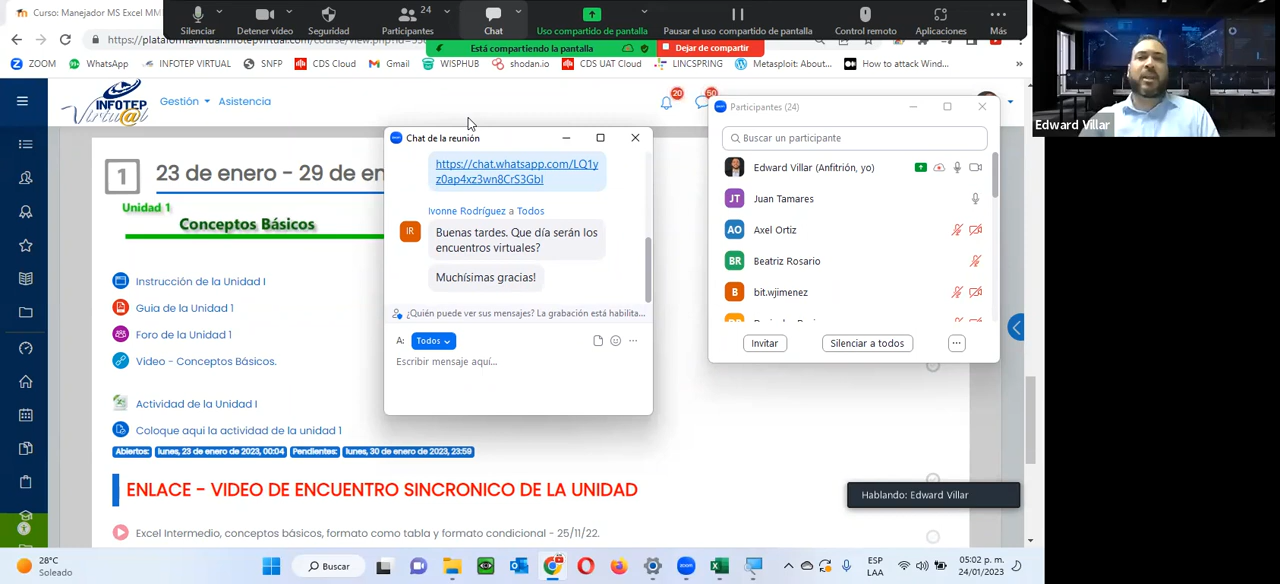 Curso: Manejador MS Excel MM
Silenciar
Detener video
Seguridad
24
Participantes
Chat
Uso compartido de pantalla
Pausar el uso compartido de pantalla
Control remoto
Aplicaciones
Más
Está compartiendo la pantalla
Dejar de compartir
ZOOM
WhatsApp
INFOTEP VIRTUAL
SNFP
CDS Cloud
Gmail
WISPHUB
shodan.io
CDS UAT Cloud
LINCSPRING
Metasploit: About...
How to attack Wind...
»
Edward Villar
INFOTEP
Virtu@l
Gestión
Asistencia
20
50
1
23 de enero - 29 de en
Unidad 1
Conceptos Básicos
Instrucción de la Unidad I
Guia de la Unidad 1
Foro de la Unidad 1
Video - Conceptos Básicos.
Actividad de la Unidad I
Coloque aqui la actividad de la unidad 1
Abiertos: lunes, 23 de enero de 2023, 00:04 Pendientes: lunes, 30 de enero de 2023, 23:59
ENLACE - VIDEO DE ENCUENTRO SINCRONICO DE LA UNIDAD
Excel Intermedio, conceptos básicos, formato como tabla y formato condicional - 25/11/22.
Chat de la reunión
https://chat.whatsapp.com/LQ1y
z0ap4xz3wn8CrS3GbI
Ivonne Rodríguez a Todos
IR
Buenas tardes. Que día serán los
encuentros virtuales?
Muchísimas gracias!
¿Quién puede ver sus mensajes? La grabación está habilita...
A: Todos
Escribir mensaje aquí...
Participantes (24)
Buscar un participante
Edward Villar (Anfitrión, yo)
JT Juan Tamares
AO Axel Ortiz
BR Beatriz Rosario
B bit.wjimenez
Invitar
Silenciar a todos
Hablando: Edward Villar
28°C
Soleado
Buscar
ESP
LAA
05:02 p. m.
24/01/2023